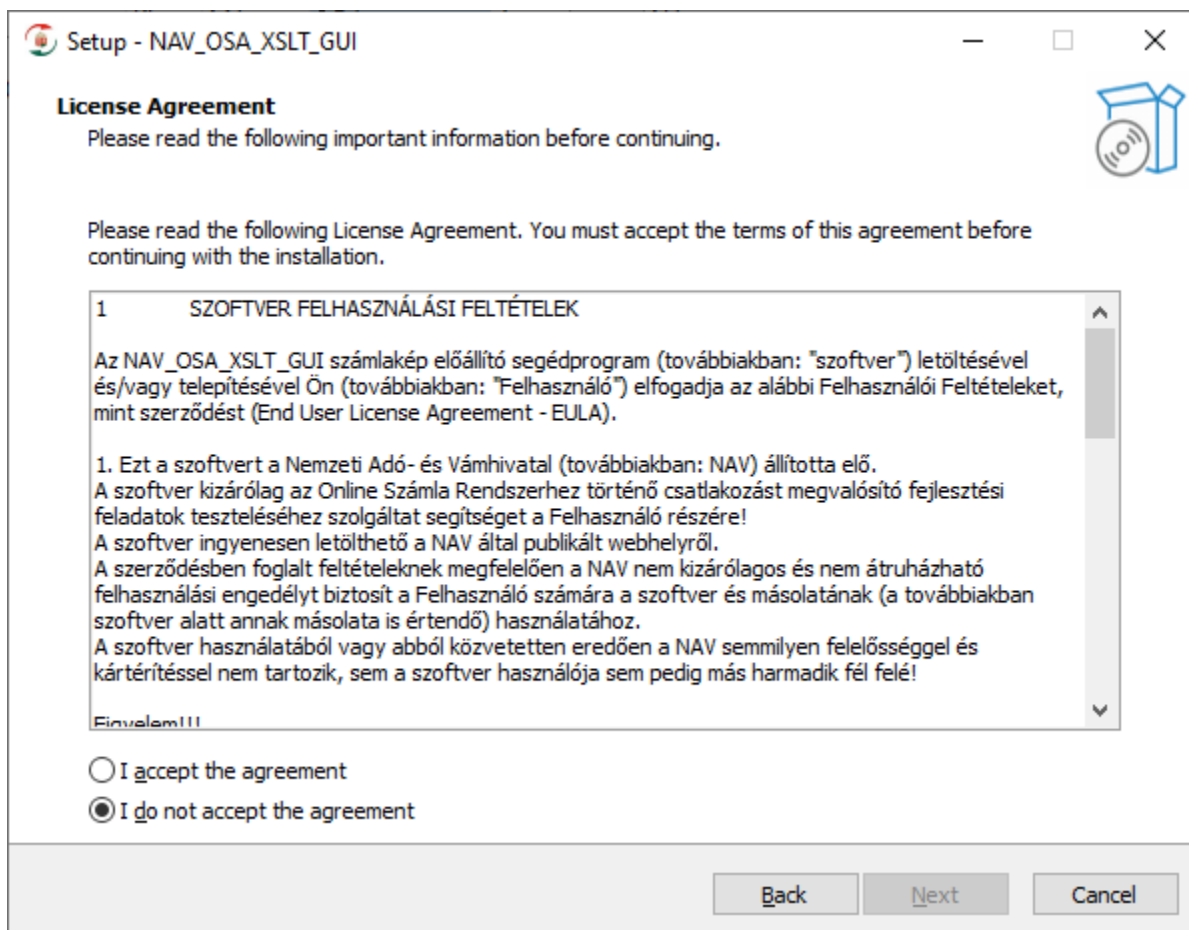 Setup - NAV_OSA_XSLT_GUI
License Agreement
Please read the following important information before continuing.
Please read the following License Agreement. You must accept the terms of this agreement before
continuing with the installation.
1 SZOFTVER FELHASZNÁLÁSI FELTÉTELEK
Az NAV_OSA_XSLT_GUI számlakép előállító segédprogram (továbbiakban: "szoftver") letöltésével
és/vagy telepítésével Ön (továbbiakban: "Felhasználó") elfogadja az alábbi Felhasználói Feltételeket,
mint szerződést (End User License Agreement - EULA).
1. Ezt a szoftvert a Nemzeti Adó- és Vámhivatal (továbbiakban: NAV) állította elő.
A szoftver kizárólag az Online Számla Rendszerhez történő csatlakozást megvalósító fejlesztési
feladatok teszteléséhez szolgáltat segítséget a Felhasználó részére!
A szoftver ingyenesen letölthető a NAV által publikált webhelyről.
A szerződésben foglalt feltételeknek megfelelően a NAV nem kizárólagos és nem átruházható
felhasználási engedélyt biztosít a Felhasználó számára a szoftver és másolatának (a továbbiakban
szoftver alatt annak másolata is értendő) használatához.
A szoftver használatából vagy abból közvetetten eredően a NAV semmilyen felelősséggel és
kártérítéssel nem tartozik, sem a szoftver használója sem pedig más harmadik fél felé!
Figyelem!!!
I accept the agreement
I do not accept the agreement
Back
Next
Cancel